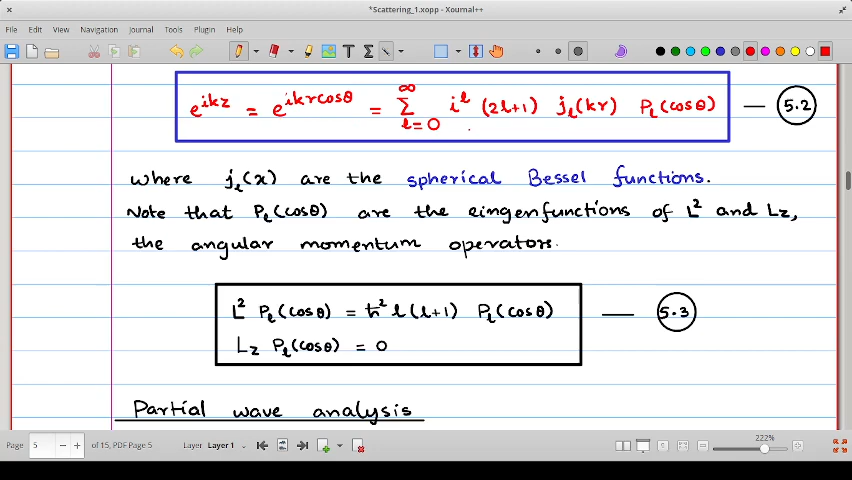 *Scattering_1.xopp - Xournal++
File Edit View Navigation Journal Tools Plugin Help
e^{ikz} = e^{ikrcosθ} = ∑_{l=0}^{∞} i^l (2l+1) j_l(kr) P_l(cosθ) — 5.2
where j_l(x) are the spherical Bessel functions.
Note that P_l(cosθ) are the eingenfunctions of L² and Lz,
the angular momentum operators.
L² P_l(cosθ) = ħ² l(l+1) P_l(cosθ) — 5.3
Lz P_l(cosθ) = 0
Partial wave analysis
Page 5 of 15, PDF Page 5 Layer Layer 1 222%